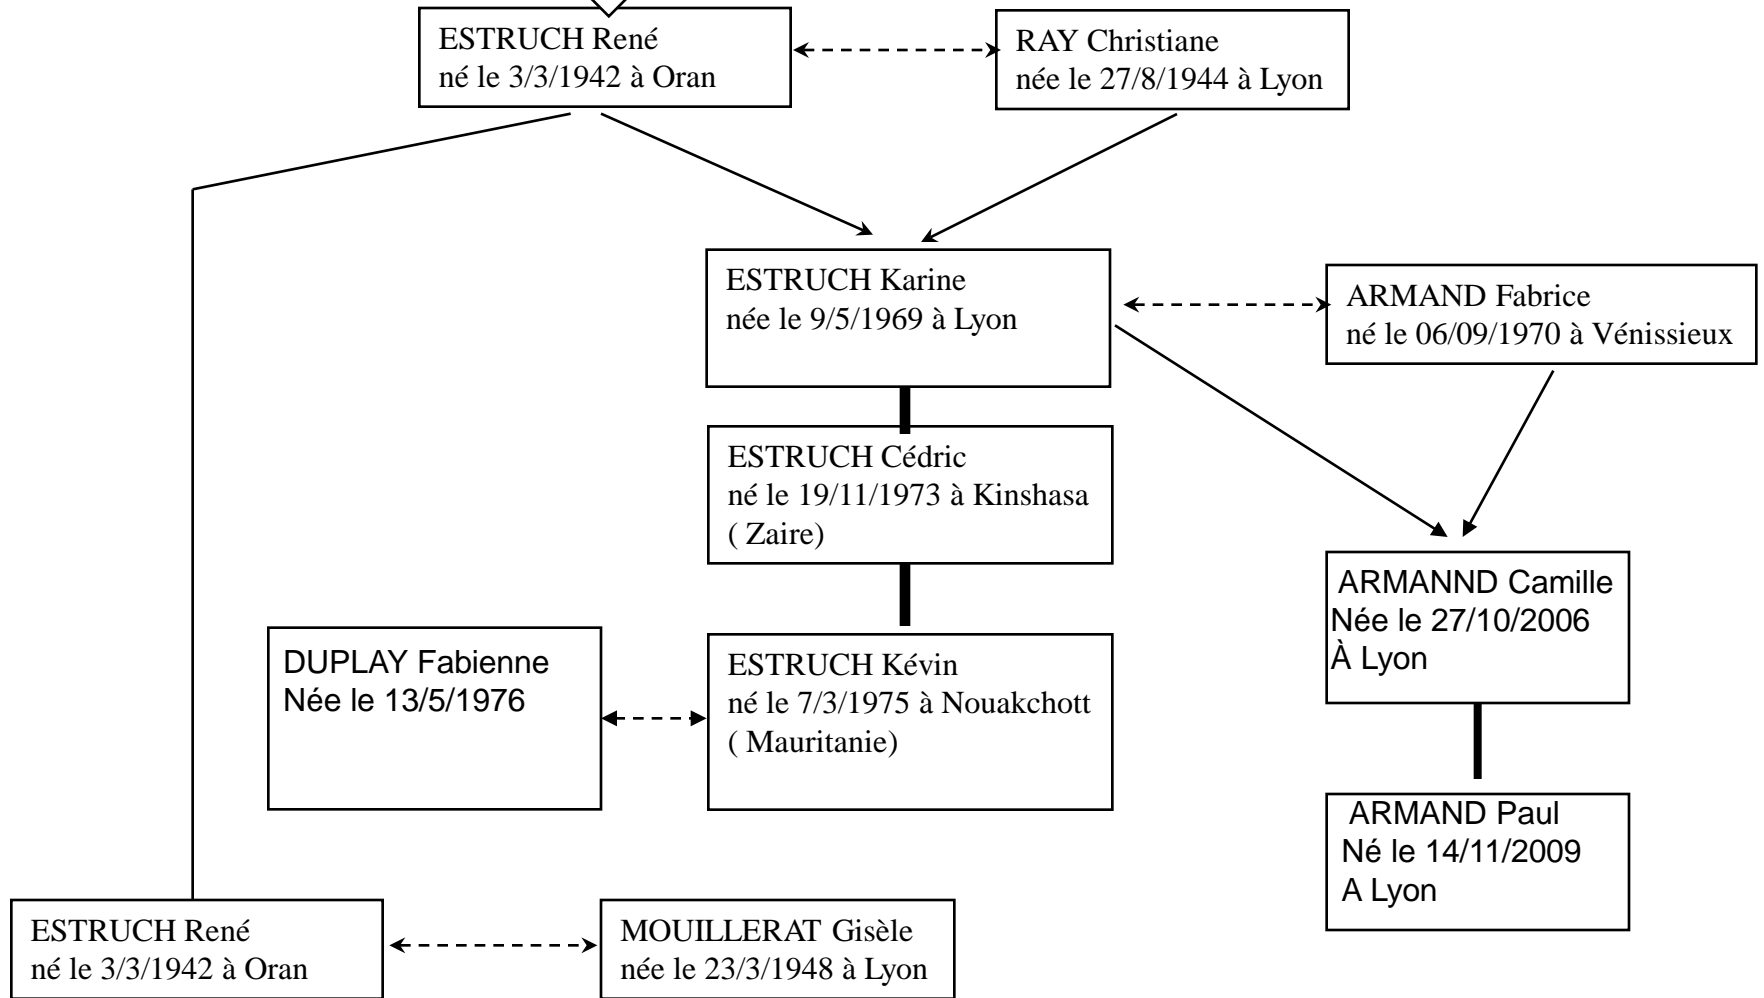 ESTRUCH René
né le 3/3/1942 à Oran
RAY Christiane
née le 27/8/1944 à Lyon
ESTRUCH Karine
née le 9/5/1969 à Lyon
ARMAND Fabrice
né le 06/09/1970 à Vénissieux
ESTRUCH Cédric
né le 19/11/1973 à Kinshasa
( Zaire)
ARMANND Camille
Née le 27/10/2006
À Lyon
DUPLAY Fabienne
Née le 13/5/1976
ESTRUCH Kévin
né le 7/3/1975 à Nouakchott
( Mauritanie)
ARMAND Paul
Né le 14/11/2009
A Lyon
ESTRUCH René
né le 3/3/1942 à Oran
MOUILLERAT Gisèle
née le 23/3/1948 à Lyon